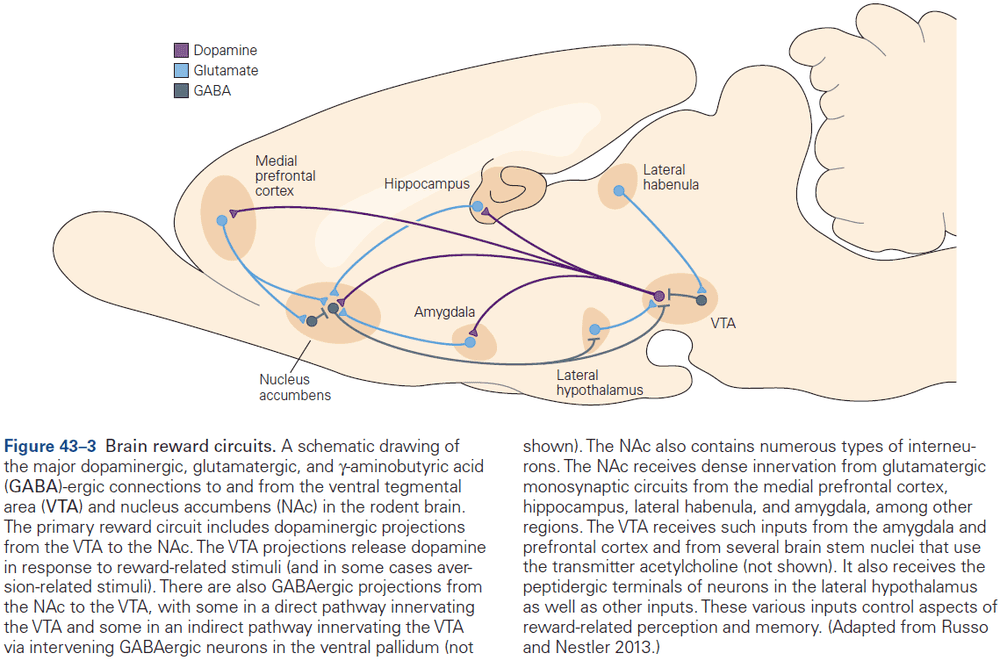 Dopamine
Glutamate
GABA
Medial
prefrontal
cortex
Hippocampus
Lateral
habenula
Amygdala
VTA
Nucleus
accumbens
Lateral
hypothalamus
Figure 43–3 Brain reward circuits. A schematic drawing of
the major dopaminergic, glutamatergic, and γ-aminobutyric acid
(GABA)-ergic connections to and from the ventral tegmental
area (VTA) and nucleus accumbens (NAc) in the rodent brain.
The primary reward circuit includes dopaminergic projections
from the VTA to the NAc. The VTA projections release dopamine
in response to reward-related stimuli (and in some cases aver-
sion-related stimuli). There are also GABAergic projections from
the NAc to the VTA, with some in a direct pathway innervating
the VTA and some in an indirect pathway innervating the VTA
via intervening GABAergic neurons in the ventral pallidum (not
shown). The NAc also contains numerous types of interneu-
rons. The NAc receives dense innervation from glutamatergic
monosynaptic circuits from the medial prefrontal cortex,
hippocampus, lateral habenula, and amygdala, among other
regions. The VTA receives such inputs from the amygdala and
prefrontal cortex and from several brain stem nuclei that use
the transmitter acetylcholine (not shown). It also receives the
peptidergic terminals of neurons in the lateral hypothalamus
as well as other inputs. These various inputs control aspects of
reward-related perception and memory. (Adapted from Russo
and Nestler 2013.)